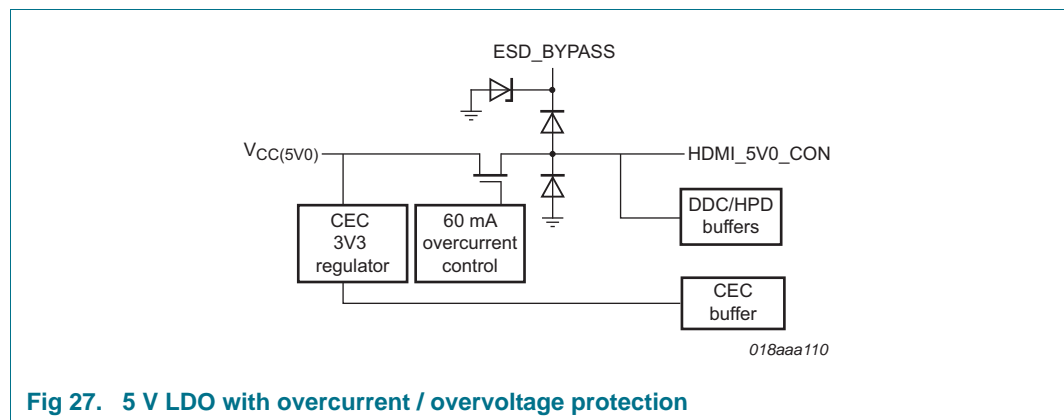 ESD_BYPASS
VCC(5V0)
HDMI_5V0_CON
CEC
3V3
regulator
60 mA
overcurrent
control
DDC/HPD
buffers
CEC
buffer
018aaa110
Fig 27. 5 V LDO with overcurrent / overvoltage protection